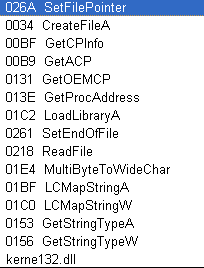 026A SetFilePointer
0034 CreateFileA
00BF GetCPInfo
00B9 GetACP
0131 GetOEMCP
013E GetProcAddress
01C2 LoadLibraryA
0261 SetEndOfFile
0218 ReadFile
01E4 MultiByteToWideChar
01BF LCMapStringA
01C0 LCMapStringW
0153 GetStringTypeA
0156 GetStringTypeW
kerne132.dll